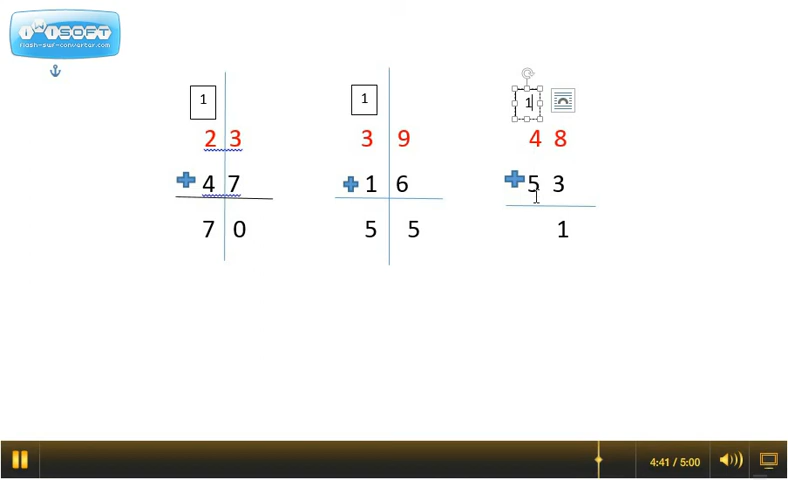 iWiSOFT
flash-swf-converter.com
1 1 1
2 3 3 9 4 8
+ 4 7 + 1 6 + 5 3
7 0 5 5 1
4:41 / 5:00